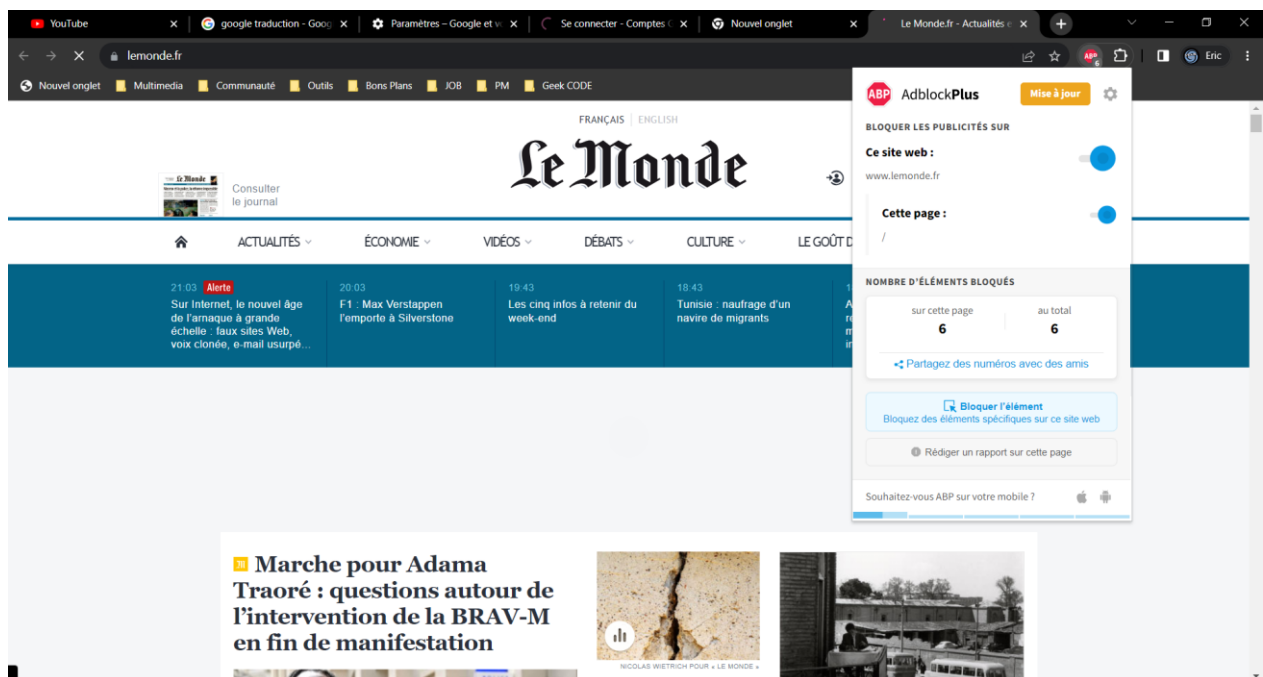 YouTube
google traduction - Goog
Paramètres – Google et v
Se connecter - Comptes
Nouvel onglet
Le Monde.fr - Actualités e
lemonde.fr
ABP
6
Eric
Nouvel onglet
Multimedia
Communauté
Outils
Bons Plans
JOB
PM
Geek CODE
FRANÇAIS | ENGLISH
Le Monde
Le Monde
Consulter
le journal
ACTUALITÉS
ÉCONOMIE
VIDÉOS
DÉBATS
CULTURE
LE GOÛT D
21:03 Alerte
Sur Internet, le nouvel âge
de l'arnaque à grande
échelle : faux sites Web,
voix clonée, e-mail usurpé…
20:03
F1 : Max Verstappen
l'emporte à Silverstone
19:43
Les cinq infos à retenir du
week-end
18:43
Tunisie : naufrage d'un
navire de migrants
ABP AdblockPlus
Mise à jour
BLOQUER LES PUBLICITÉS SUR
Ce site web :
www.lemonde.fr
Cette page :
/
NOMBRE D'ÉLÉMENTS BLOQUÉS
sur cette page
6
au total
6
Partagez des numéros avec des amis
Bloquer l'élément
Bloquez des éléments spécifiques sur ce site web
Rédiger un rapport sur cette page
Souhaitez-vous ABP sur votre mobile ?
Marche pour Adama
Traoré : questions autour de
l'intervention de la BRAV-M
en fin de manifestation
NICOLAS WIETRICH POUR « LE MONDE »